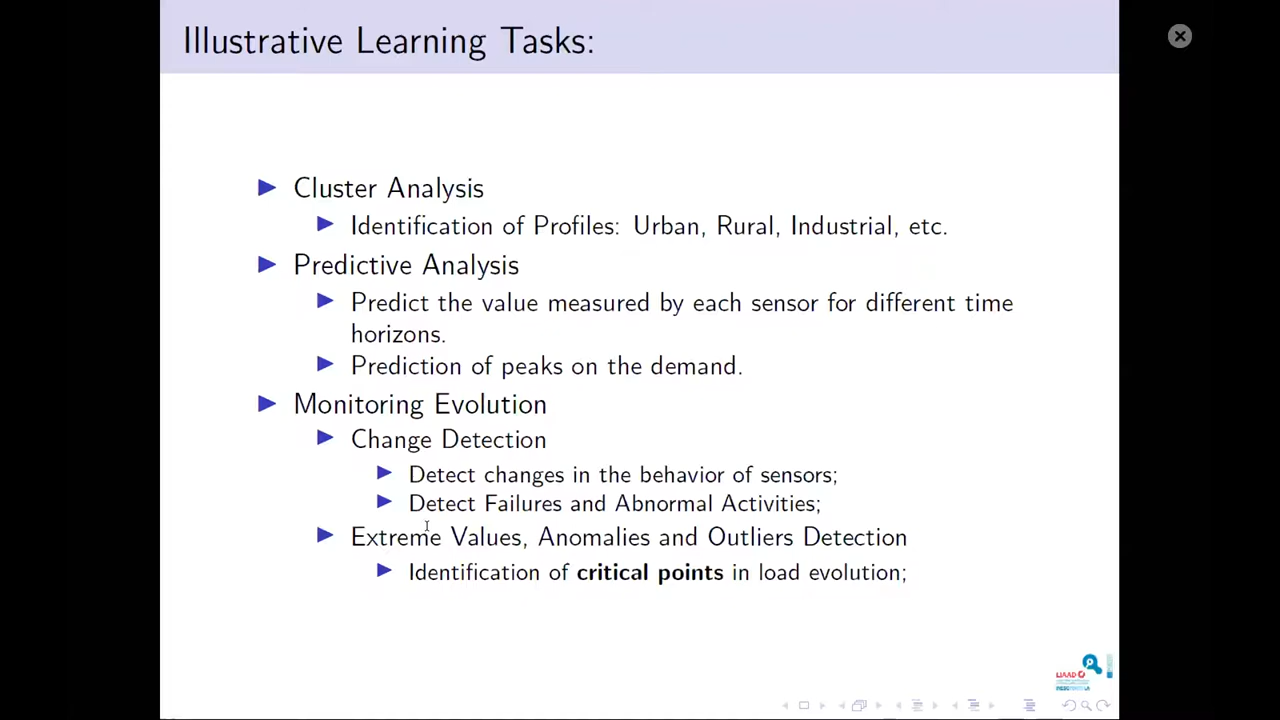 Illustrative Learning Tasks:
Cluster Analysis
Identification of Profiles: Urban, Rural, Industrial, etc.
Predictive Analysis
Predict the value measured by each sensor for different time
horizons.
Prediction of peaks on the demand.
Monitoring Evolution
Change Detection
Detect changes in the behavior of sensors;
Detect Failures and Abnormal Activities;
Extreme Values, Anomalies and Outliers Detection
Identification of critical points in load evolution;
LIAAD